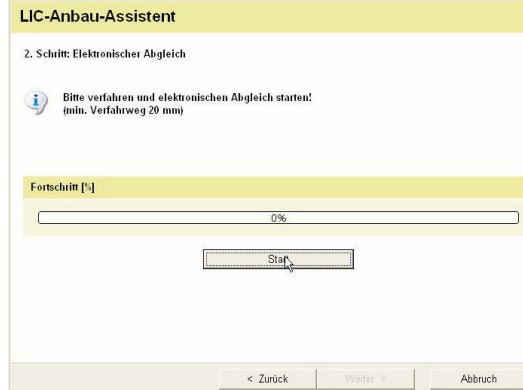 LIC-Anbau-Assistent
2. Schritt: Elektronischer Abgleich
Bitte verfahren und elektronischen Abgleich starten!
(min. Verfahrweg 20 mm)
Fortschritt [%]
0%
Start
< Zurück
Weiter >
Abbruch